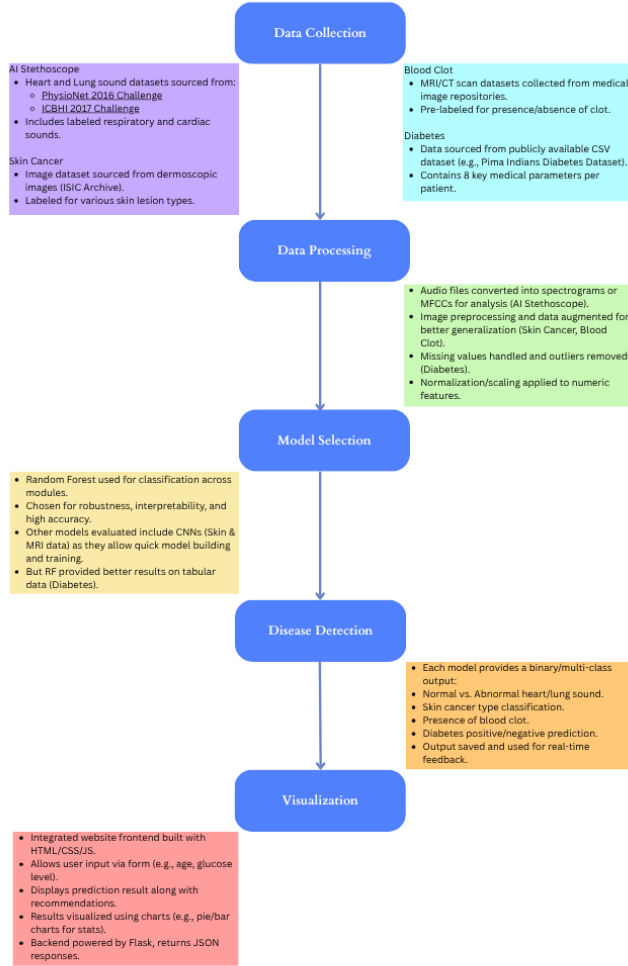 Data Collection
AI Stethoscope
• Heart and Lung sound datasets sourced from:
○ PhysioNet 2016 Challenge
○ ICBHI 2017 Challenge
• Includes labeled respiratory and cardiac
sounds.
Skin Cancer
• Image dataset sourced from dermoscopic
images (ISIC Archive).
• Labeled for various skin lesion types.
Blood Clot
• MRI/CT scan datasets collected from medical
image repositories.
• Pre-labeled for presence/absence of clot.
Diabetes
• Data sourced from publicly available CSV
dataset (e.g., Pima Indians Diabetes Dataset).
• Contains 8 key medical parameters per
patient.
Data Processing
• Audio files converted into spectrograms or
MFCCs for analysis (AI Stethoscope).
• Image preprocessing and data augmented for
better generalization (Skin Cancer, Blood
Clot).
• Missing values handled and outliers removed
(Diabetes).
• Normalization/scaling applied to numeric
features.
Model Selection
• Random Forest used for classification across
modules.
• Chosen for robustness, interpretability, and
high accuracy.
• Other models evaluated include CNNs (Skin &
MRI data) as they allow quick model building
and training.
• But RF provided better results on tabular
data (Diabetes).
Disease Detection
• Each model provides a binary/multi-class
output:
• Normal vs. Abnormal heart/lung sound.
• Skin cancer type classification.
• Presence of blood clot.
• Diabetes positive/negative prediction.
• Output saved and used for real-time
feedback.
Visualization
• Integrated website frontend built with
HTML/CSS/JS.
• Allows user input via form (e.g., age, glucose
level).
• Displays prediction result along with
recommendations.
• Results visualized using charts (e.g., pie/bar
charts for stats).
• Backend powered by Flask, returns JSON
responses.